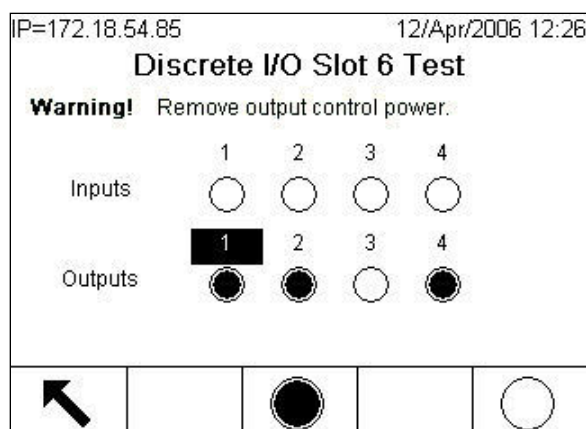 IP=172.18.54.85 12/Apr/2006 12:26
Discrete I/O Slot 6 Test
Warning! Remove output control power.
1 2 3 4
Inputs
1 2 3 4
Outputs